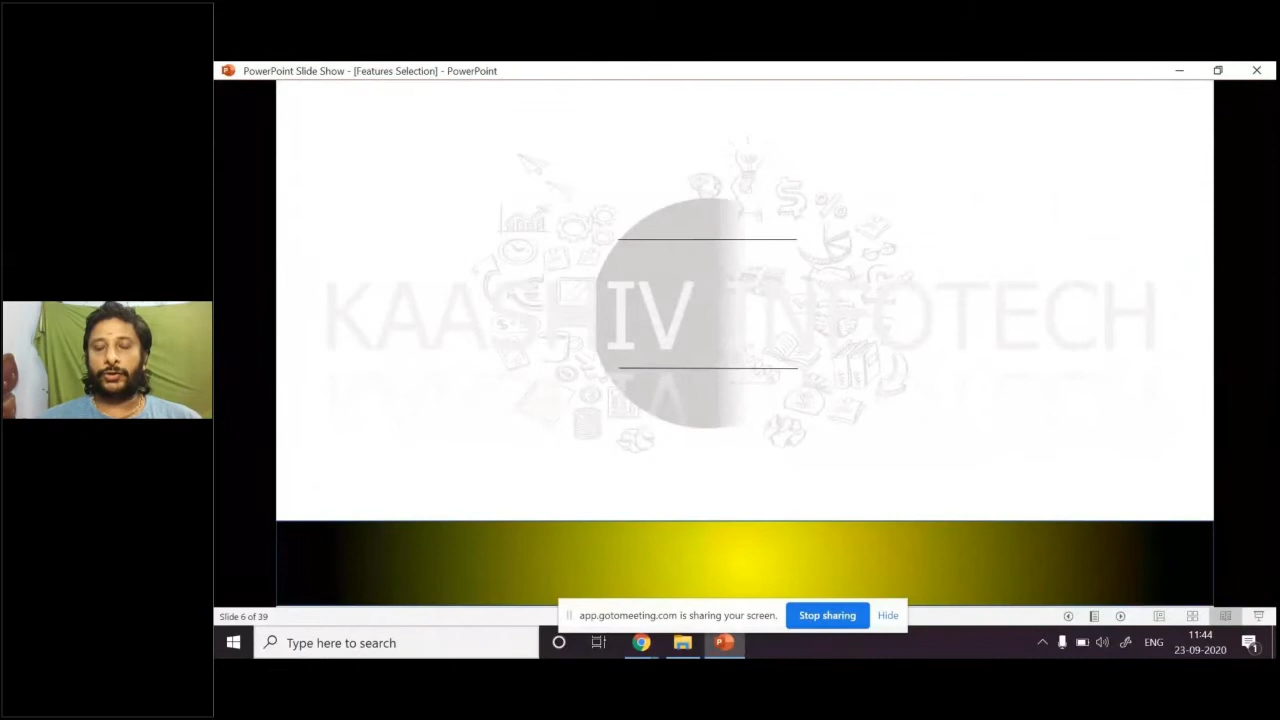 PowerPoint Slide Show - [Features Selection] - PowerPoint
KAASHIV INFOTECH
Slide 6 of 39
app.gotomeeting.com is sharing your screen.
Stop sharing
Hide
Type here to search
ENG
11:44
23-09-2020
1